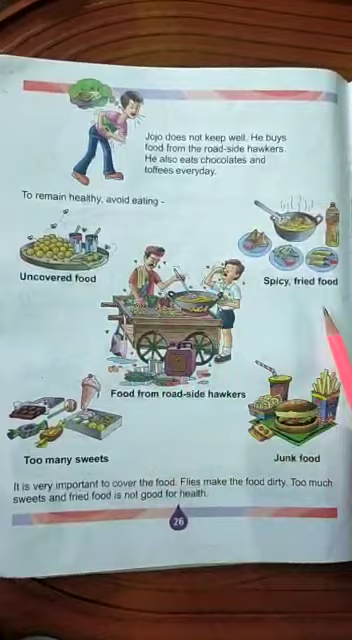 Jojo does not keep well. He buys
food from the road-side hawkers.
He also eats chocolates and
toffees everyday.
To remain healthy, avoid eating -
Uncovered food
Spicy, fried food
Food from road-side hawkers
Too many sweets
Junk food
It is very important to cover the food. Flies make the food dirty. Too much
sweets and fried food is not good for health.
26